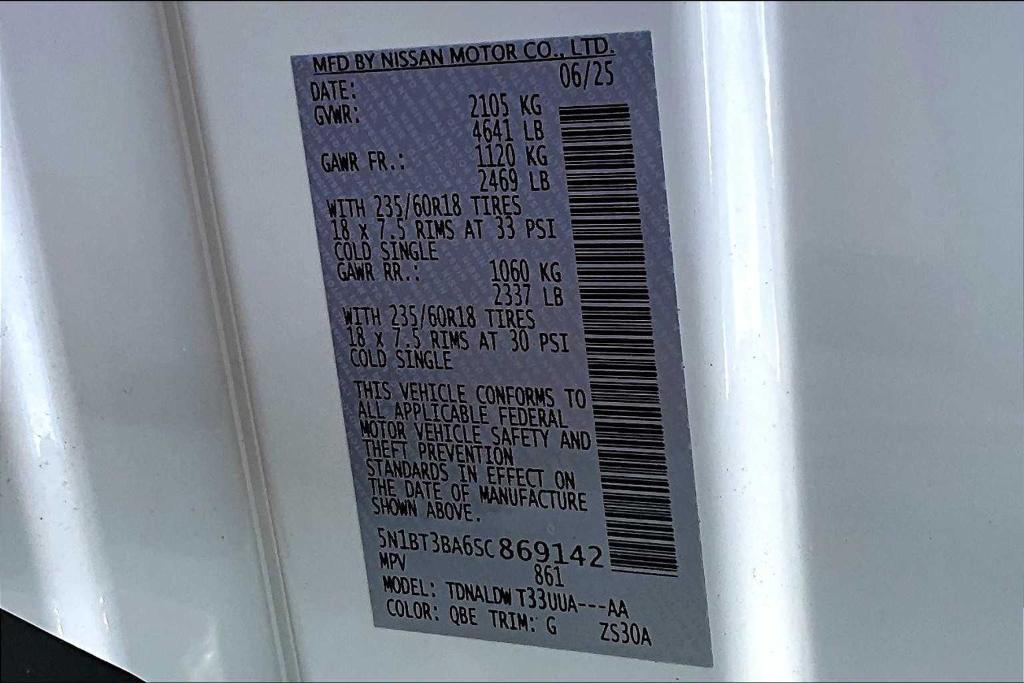 MFD BY NISSAN MOTOR CO., LTD.
DATE: 06/25
GVWR: 2105 KG
4641 LB
GAWR FR.: 1120 KG
2469 LB
WITH 235/60R18 TIRES
18 x 7.5 RIMS AT 33 PSI
COLD SINGLE
GAWR RR.: 1060 KG
2337 LB
WITH 235/60R18 TIRES
18 x 7.5 RIMS AT 30 PSI
COLD SINGLE
THIS VEHICLE CONFORMS TO
ALL APPLICABLE FEDERAL
MOTOR VEHICLE SAFETY AND
THEFT PREVENTION
STANDARDS IN EFFECT ON
THE DATE OF MANUFACTURE
SHOWN ABOVE.
5N1BT3BA6SC869142
MPV 861
MODEL: TDNALDW T33UUA---AA
COLOR: QBE TRIM: G ZS30A